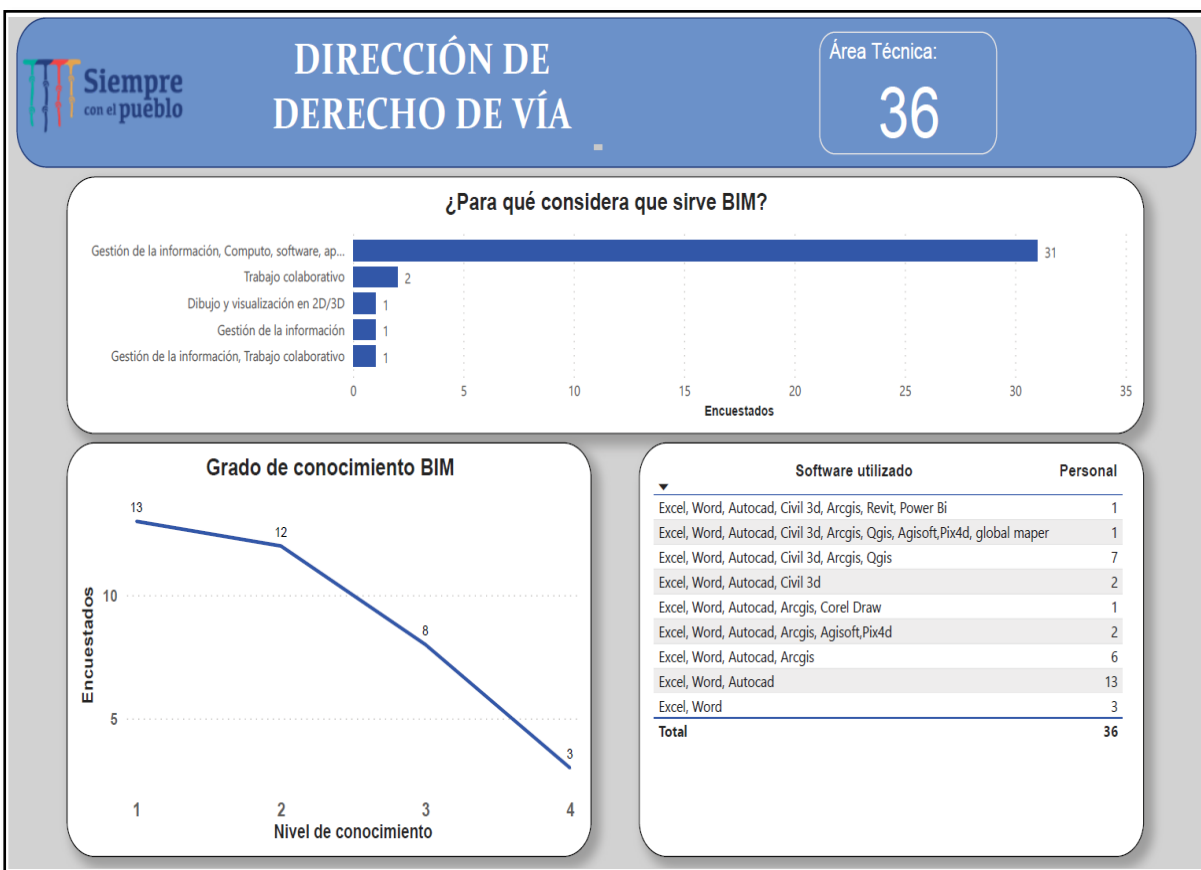 Siempre
con el pueblo
DIRECCIÓN DE
DERECHO DE VÍA
Área Técnica:
36
¿Para qué considera que sirve BIM?
Gestión de la información, Computo, software, ap... 31
Trabajo colaborativo 2
Dibujo y visualización en 2D/3D 1
Gestión de la información 1
Gestión de la información, Trabajo colaborativo 1
0 5 10 15 20 25 30 35
Encuestados
Grado de conocimiento BIM
13
12
10
8
5
3
Encuestados
1 2 3 4
Nivel de conocimiento
Software utilizado Personal
Excel, Word, Autocad, Civil 3d, Arcgis, Revit, Power Bi 1
Excel, Word, Autocad, Civil 3d, Arcgis, Qgis, Agisoft,Pix4d, global maper 1
Excel, Word, Autocad, Civil 3d, Arcgis, Qgis 7
Excel, Word, Autocad, Civil 3d 2
Excel, Word, Autocad, Arcgis, Corel Draw 1
Excel, Word, Autocad, Arcgis, Agisoft,Pix4d 2
Excel, Word, Autocad, Arcgis 6
Excel, Word, Autocad 13
Excel, Word 3
Total 36